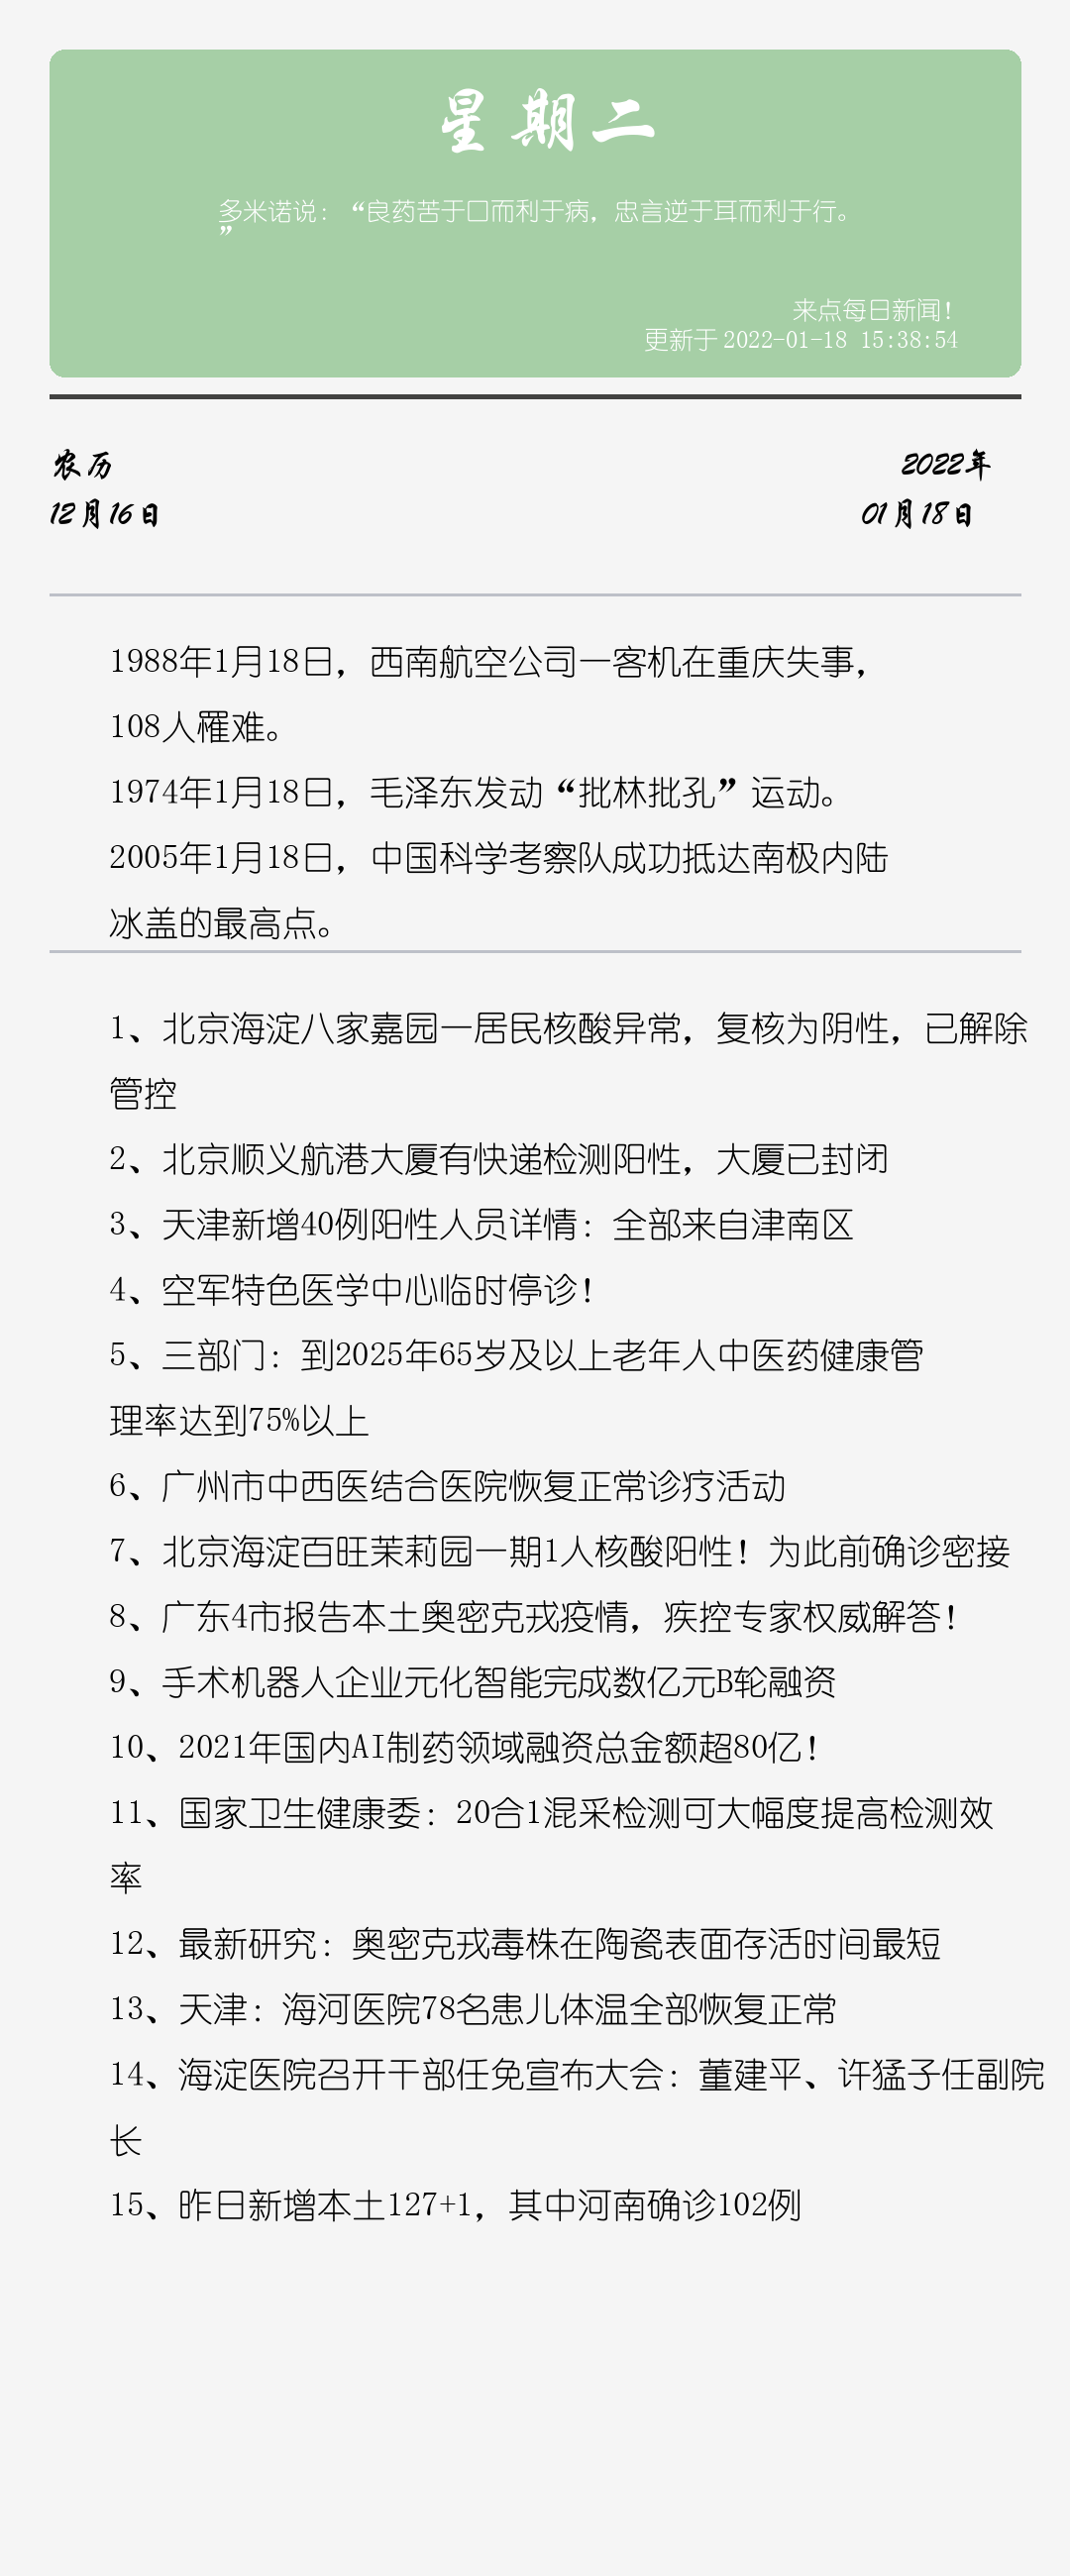 星期二
多米诺说：“良药苦于口而利于病，忠言逆于耳而利于行。
”
来点每日新闻！
更新于 2022-01-18 15:38:54
农历
2022年
12月16日
01月18日
1988年1月18日，西南航空公司一客机在重庆失事，
108人罹难。
1974年1月18日，毛泽东发动“批林批孔”运动。
2005年1月18日，中国科学考察队成功抵达南极内陆
冰盖的最高点。
1、北京海淀八家嘉园一居民核酸异常，复核为阴性，已解除
管控
2、北京顺义航港大厦有快递检测阳性，大厦已封闭
3、天津新增40例阳性人员详情：全部来自津南区
4、空军特色医学中心临时停诊！
5、三部门：到2025年65岁及以上老年人中医药健康管
理率达到75%以上
6、广州市中西医结合医院恢复正常诊疗活动
7、北京海淀百旺茉莉园一期1人核酸阳性！为此前确诊密接
8、广东4市报告本土奥密克戎疫情，疾控专家权威解答！
9、手术机器人企业元化智能完成数亿元B轮融资
10、2021年国内AI制药领域融资总金额超80亿！
11、国家卫生健康委：20合1混采检测可大幅度提高检测效
率
12、最新研究：奥密克戎毒株在陶瓷表面存活时间最短
13、天津：海河医院78名患儿体温全部恢复正常
14、海淀医院召开干部任免宣布大会：董建平、许猛子任副院
长
15、昨日新增本土127+1，其中河南确诊102例